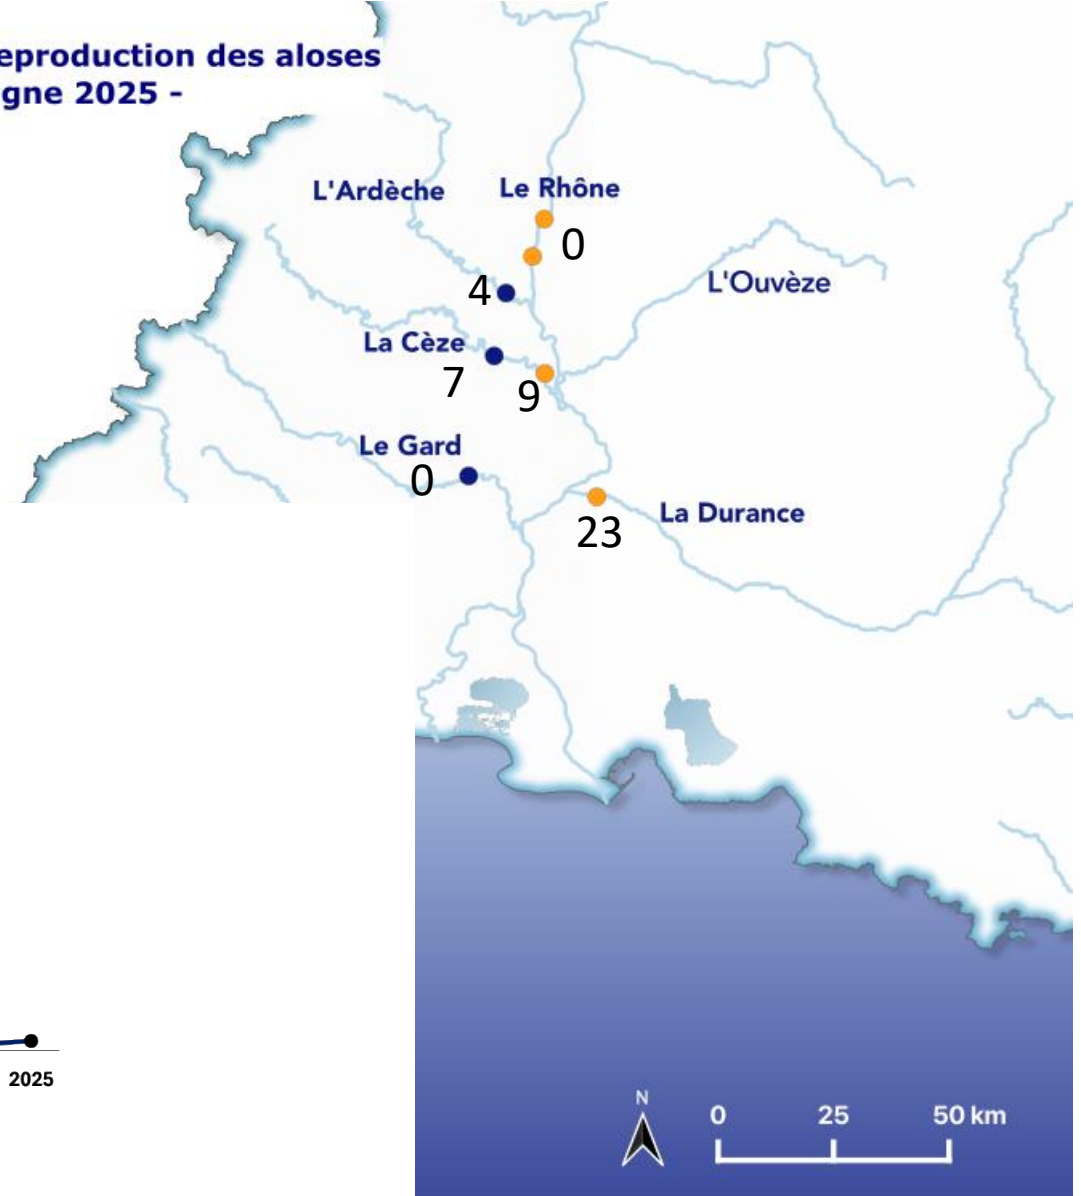 eproduction des aloses
gne 2025 -
L'Ardèche
Le Rhône
0
L'Ouvèze
4
La Cèze
7
9
Le Gard
0
La Durance
23
2025
N
0 25 50 km